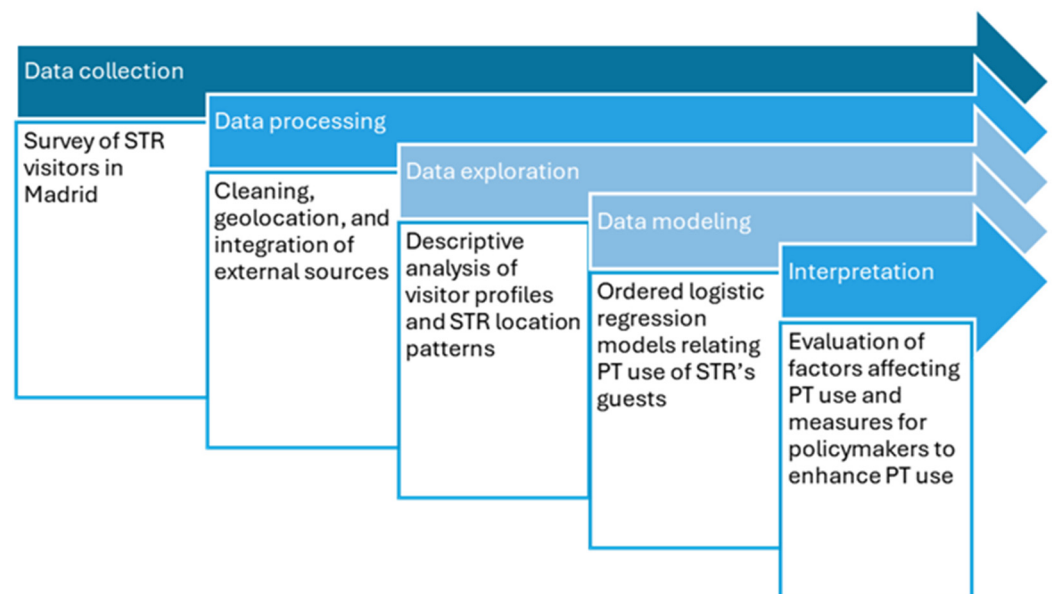 Data collection
Survey of STR
visitors in
Madrid
Data processing
Cleaning,
geolocation, and
integration of
external sources
Data exploration
Descriptive
analysis of
visitor profiles
and STR location
patterns
Data modeling
Ordered logistic
regression
models relating
PT use of STR’s
guests
Interpretation
Evaluation of
factors affecting
PT use and
measures for
policymakers to
enhance PT use